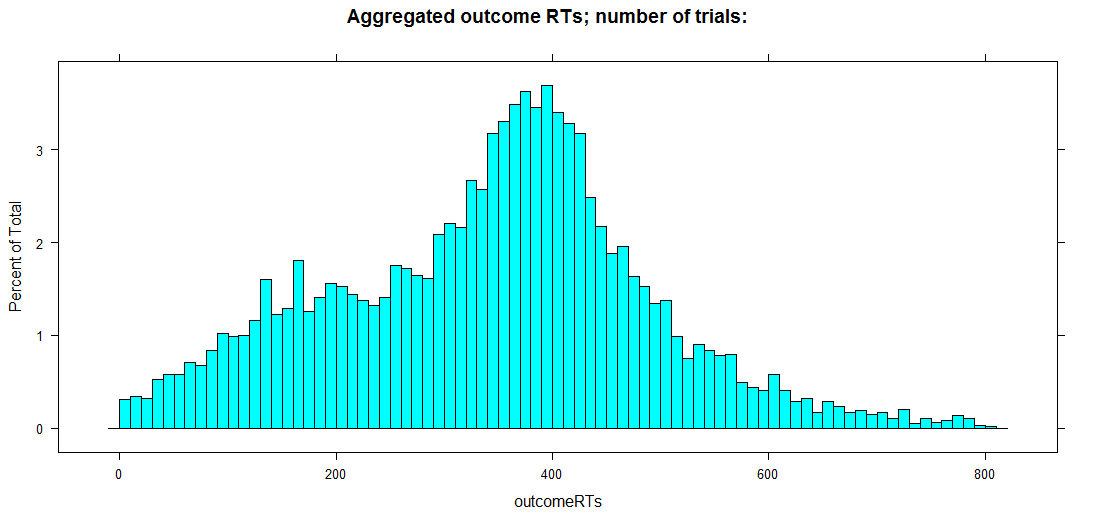 Aggregated outcome RTs; number of trials:
Percent of Total
3
2
1
0
0 200 400 600 800
outcomeRTs